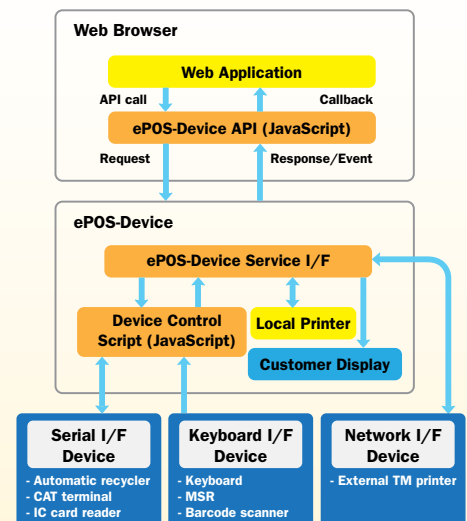 Web Browser
Web Application
API call
Callback
ePOS-Device API (JavaScript)
Request
Response/Event
ePOS-Device
ePOS-Device Service I/F
Device Control
Script (JavaScript)
Local Printer
Customer Display
Serial I/F
Device
- Automatic recycler
- CAT terminal
- IC card reader
Keyboard I/F
Device
- Keyboard
- MSR
- Barcode scanner
Network I/F
Device
- External TM printer